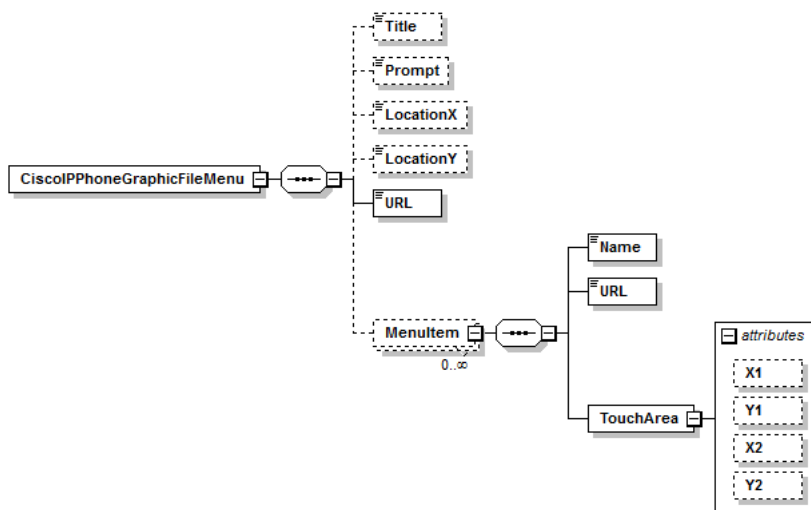 Title
Prompt
LocationX
LocationY
CiscoIPPhoneGraphicFileMenu
URL
Name
URL
MenuItem
0..∞
attributes
X1
Y1
TouchArea
X2
Y2